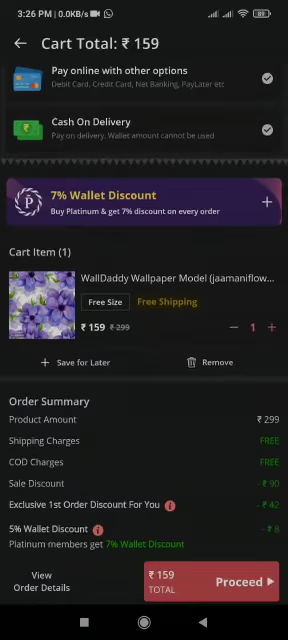 3:26 PM | 0.0KB/s
89
Cart Total: ₹ 159
Pay online with other options
Debit Card, Credit Card, Net Banking, PayLater etc
Cash On Delivery
Pay on delivery. Wallet amount cannot be used
P
7% Wallet Discount
Buy Platinum & get 7% discount on every order
+
Cart Item (1)
WallDaddy Wallpaper Model (jaamaniflow...
Free Size Free Shipping
₹ 159 ₹ 299 − 1 +
+ Save for Later Remove
Order Summary
Product Amount ₹ 299
Shipping Charges FREE
COD Charges FREE
Sale Discount - ₹ 90
Exclusive 1st Order Discount For You i - ₹ 42
5% Wallet Discount i - ₹ 8
Platinum members get 7% Wallet Discount
View
Order Details
₹ 159
TOTAL
Proceed